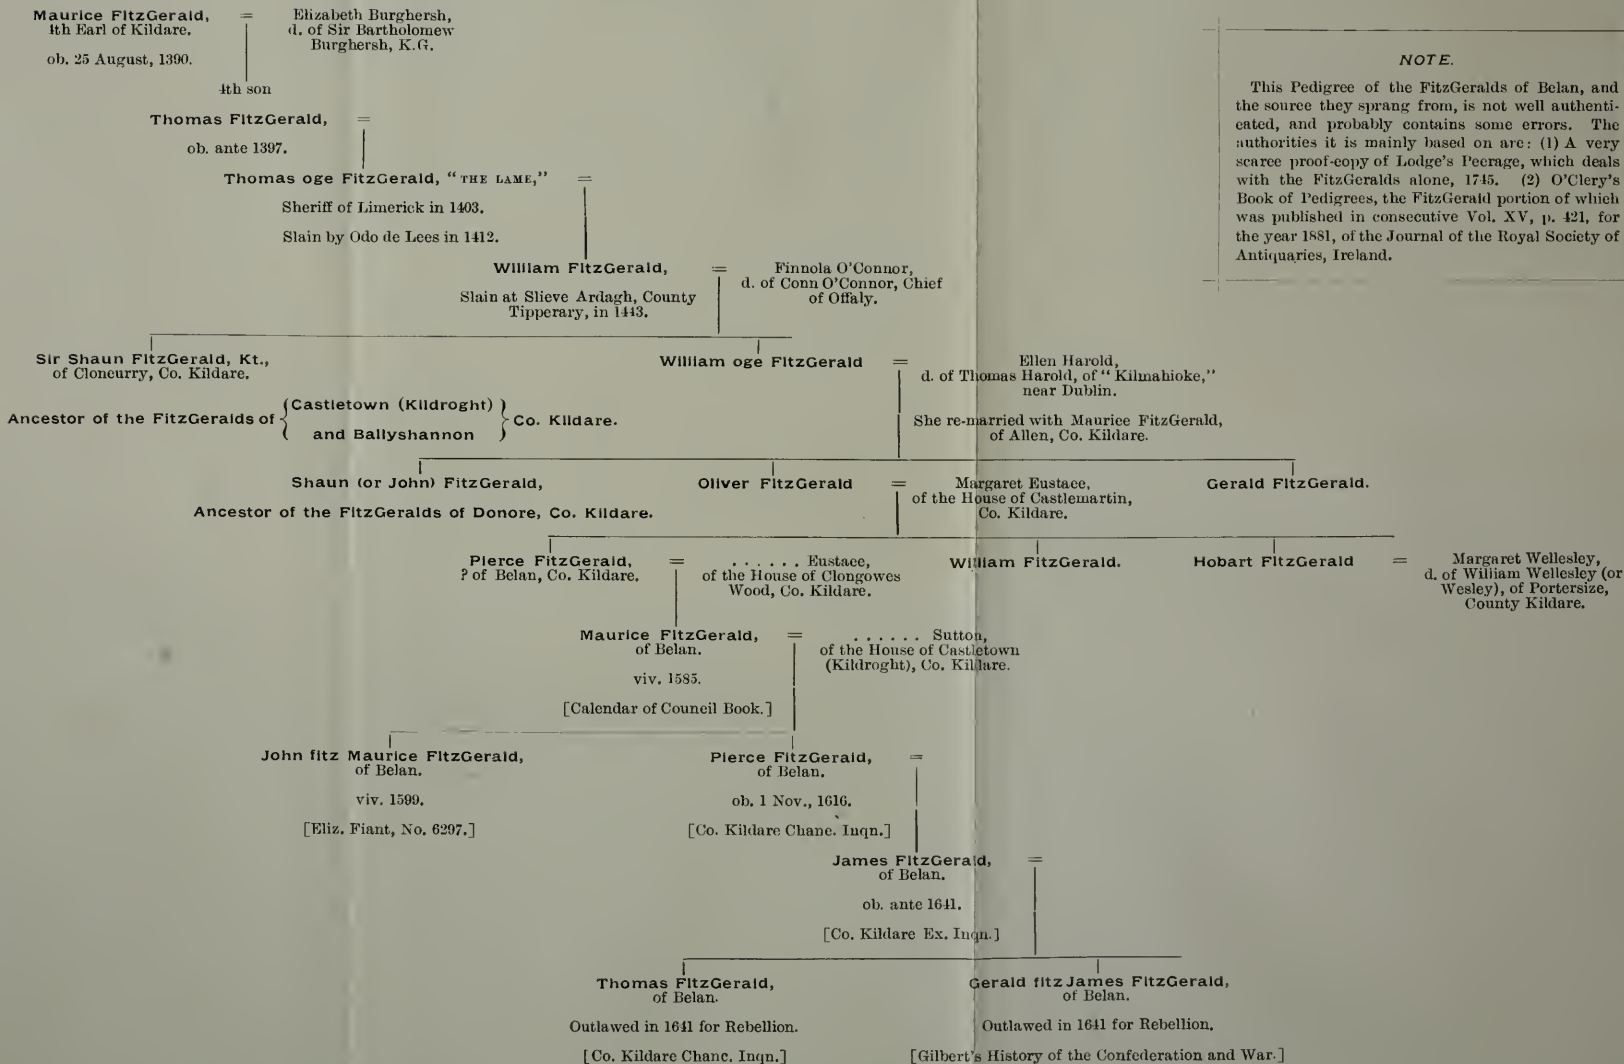 Maurice FitzGerald,
4th Earl of Kildare.
ob. 25 August, 1390.
=
Elizabeth Burghersh,
d. of Sir Bartholomew
Burghersh, K.G.
4th son
Thomas FitzGerald,
=
ob. ante 1397.
Thomas oge FitzGerald, "THE LAME,"
=
Sheriff of Limerick in 1403.
Slain by Odo de Lees in 1412.
William FitzGerald,
=
Slain at Slieve Ardagh, County
Tipperary, in 1443.
Finnola O'Connor,
d. of Conn O'Connor, Chief
of Offaly.
NOTE.
This Pedigree of the FitzGeralds of Belan, and
the source they sprang from, is not well authenti-
cated, and probably contains some errors. The
authorities it is mainly based on are: (1) A very
scarce proof-copy of Lodge's Peerage, which deals
with the FitzGeralds alone, 1745. (2) O'Clery's
Book of Pedigrees, the FitzGerald portion of which
was published in consecutive Vol. XV, p. 421, for
the year 1881, of the Journal of the Royal Society of
Antiquaries, Ireland.
Sir Shaun FitzGerald, Kt.,
of Cloncurry, Co. Kildare.
Ancestor of the FitzGeralds of { Castletown (Kildroght) } Co. Kildare.
and Ballyshannon
William oge FitzGerald
=
Ellen Harold,
d. of Thomas Harold, of "Kilmahioke,"
near Dublin.
She re-married with Maurice FitzGerald,
of Allen, Co. Kildare.
Shaun (or John) FitzGerald,
Ancestor of the FitzGeralds of Donore, Co. Kildare.
Oliver FitzGerald
=
Margaret Eustace,
of the House of Castlemartin,
Co. Kildare.
Gerald FitzGerald.
Pierce FitzGerald,
? of Belan, Co. Kildare.
=
. . . . . . Eustace,
of the House of Clongowes
Wood, Co. Kildare.
William FitzGerald.
Hobart FitzGerald
=
Margaret Wellesley,
d. of William Wellesley (or
Wesley), of Portersize,
County Kildare.
Maurice FitzGerald,
of Belan.
viv. 1585.
[Calendar of Council Book.]
=
. . . . . . Sutton,
of the House of Castletown
(Kildroght), Co. Kildare.
John fitz Maurice FitzGerald,
of Belan.
viv. 1599.
[Eliz. Fiant, No. 6297.]
Pierce FitzGerald,
of Belan.
ob. 1 Nov., 1616.
[Co. Kildare Chanc. Inqn.]
=
James FitzGerald,
of Belan.
ob. ante 1641.
[Co. Kildare Ex. Inqn.]
=
Thomas FitzGerald,
of Belan.
Outlawed in 1641 for Rebellion.
[Co. Kildare Chanc. Inqn.]
Gerald fitz James FitzGerald,
of Belan.
Outlawed in 1641 for Rebellion.
[Gilbert's History of the Confederation and War.]